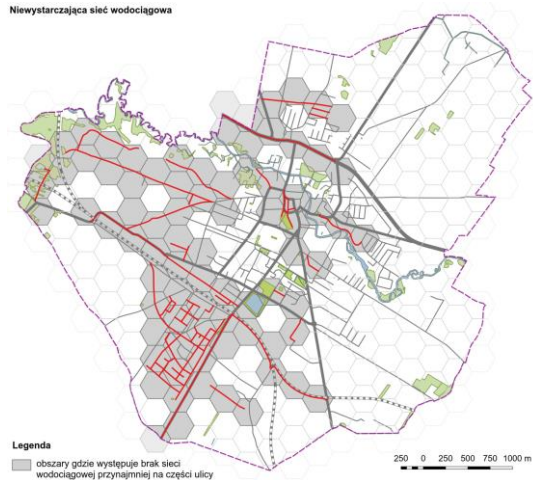 Niewystarczająca sieć wodociągowa
Legenda
obszary gdzie występuje brak sieci
wodociągowej przynajmniej na części ulicy
250 0 250 500 750 1000 m